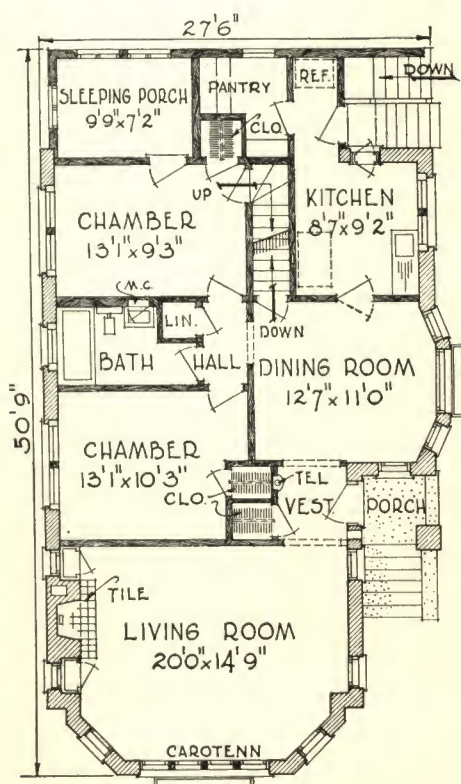 27'6"
DOWN
REF.
PANTRY
SLEEPING PORCH
9'9"x7'2"
CLO.
UP
KITCHEN
8'7"x9'2"
CHAMBER
13'1"x9'3"
M.C.
LIN.
DOWN
BATH
HALL
DINING ROOM
12'7"x11'0"
50'9"
CHAMBER
13'1"x10'3"
CLO.
TEL
VEST
PORCH
TILE
LIVING ROOM
20'0"x14'9"
CAROTENN